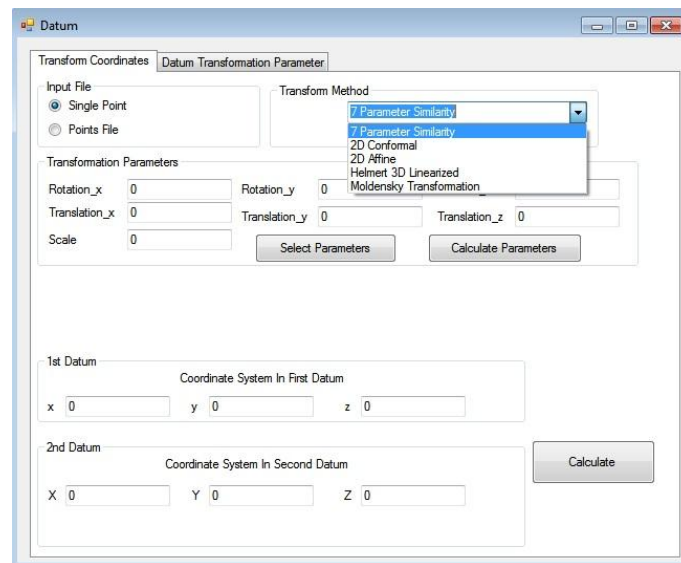 Datum
Transform Coordinates Datum Transformation Parameter
Input File
Single Point
Points File
Transform Method
7 Parameter Similarity
7 Parameter Similarity
2D Conformal
2D Affine
Helmert 3D Linearized
Moldensky Transformation
Transformation Parameters
Rotation_x 0 Rotation_y 0
Translation_x 0 Translation_y 0 Translation_z 0
Scale 0 Select Parameters Calculate Parameters
1st Datum
Coordinate System In First Datum
x 0 y 0 z 0
2nd Datum
Coordinate System In Second Datum
X 0 Y 0 Z 0
Calculate